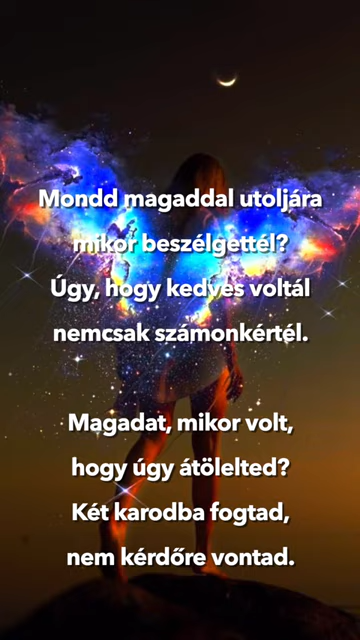 Mondd magaddal utoljára
mikor beszélgettél?
Úgy, hogy kedves voltál
nemcsak számonkértél.
Magadat, mikor volt,
hogy úgy átölelted?
Két karodba fogtad,
nem kérdőre vontad.